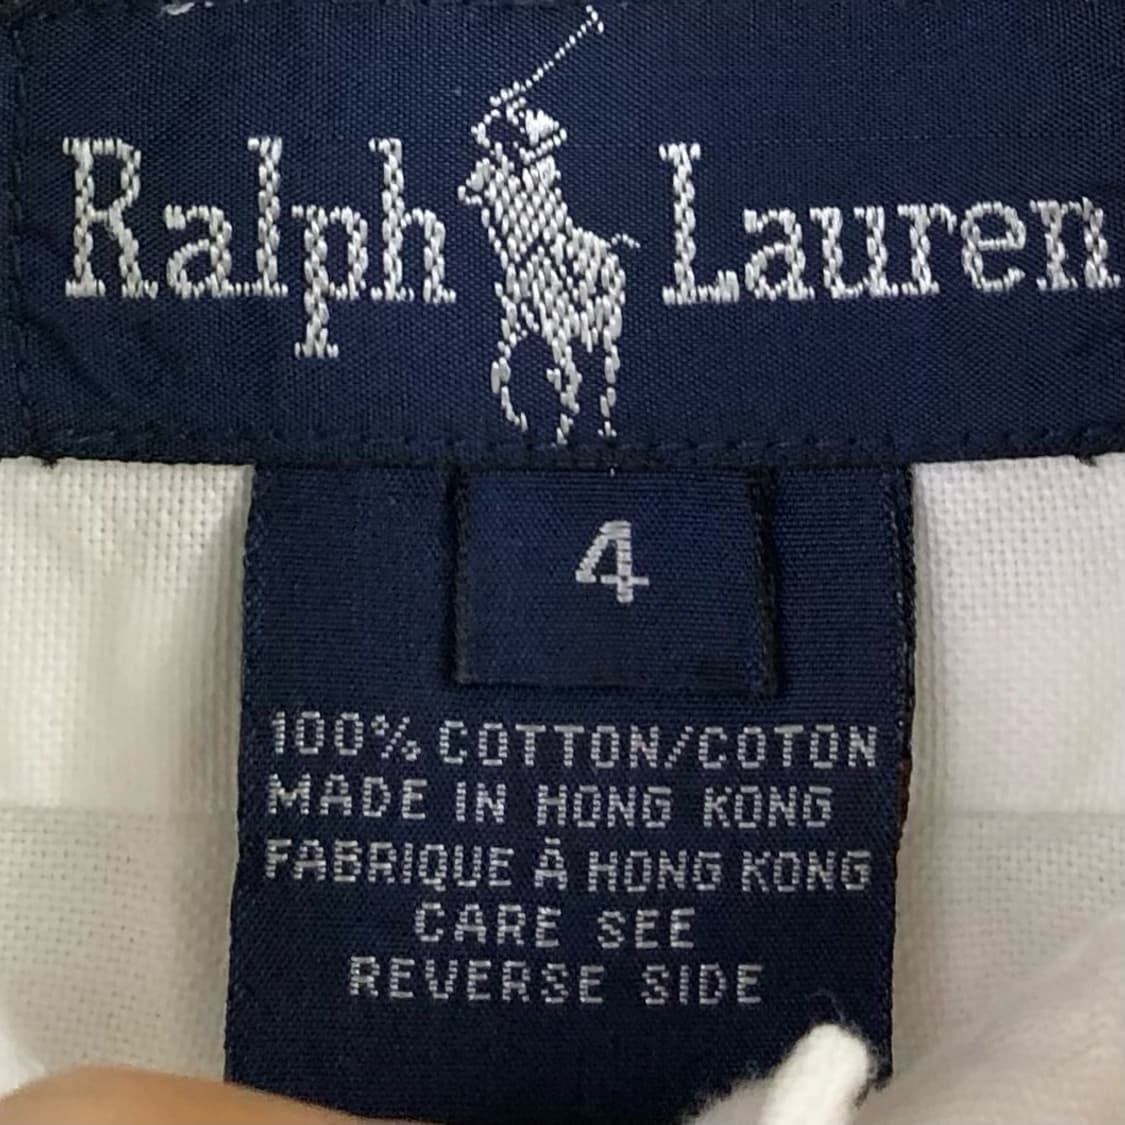 Ralph Lauren
4
100% COTTON/COTON
MADE IN HONG KONG
FABRIQUE À HONG KONG
CARE SEE
REVERSE SIDE